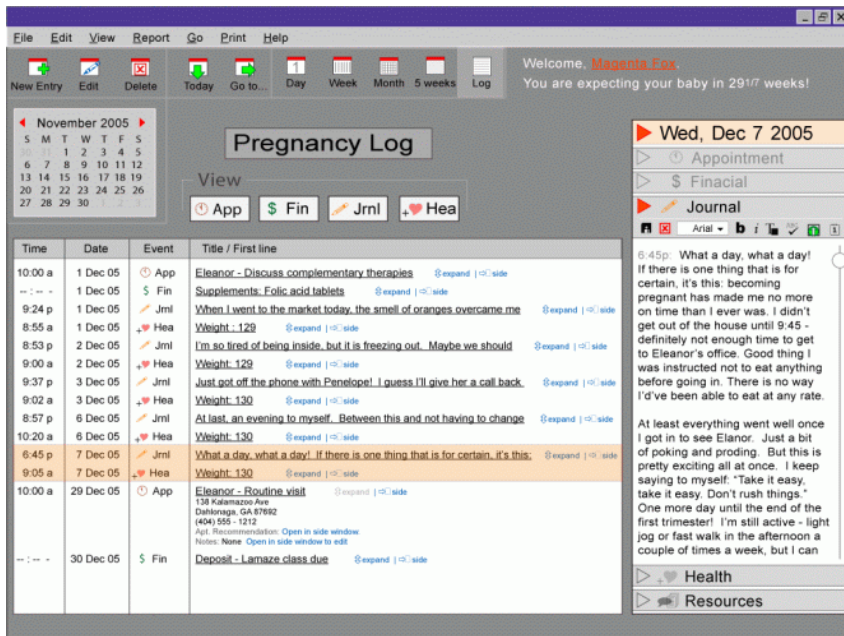 File Edit View Report Go Print Help
New Entry Edit Delete Today Go to... Day Week Month 5 weeks Log
1
Welcome, Magenta Fox.
You are expecting your baby in 29 1/7 weeks!
November 2005
S M T W T F S
30 31 1 2 3 4 5
6 7 8 9 10 11 12
13 14 15 16 17 18 19
20 21 22 23 24 25 26
27 28 29 30 1 2 3
Pregnancy Log
View
App $ Fin Jrnl Hea
Time Date Event Title / First line
10:00 a 1 Dec 05 App Eleanor - Discuss complementary therapies expand | side
-- : -- - 1 Dec 05 $ Fin Supplements: Folic acid tablets expand | side
9:24 p 1 Dec 05 Jrnl When I went to the market today, the smell of oranges overcame me expand | side
8:55 a 1 Dec 05 Hea Weight : 129 expand | side
8:53 p 2 Dec 05 Jrnl I'm so tired of being inside, but it is freezing out. Maybe we should expand | side
9:00 a 2 Dec 05 Hea Weight: 129 expand | side
9:37 p 3 Dec 05 Jrnl Just got off the phone with Penelope! I guess I'll give her a call back expand | side
9:02 a 3 Dec 05 Hea Weight: 130 expand | side
8:57 p 6 Dec 05 Jrnl At last, an evening to myself. Between this and not having to change expand | side
10:20 a 6 Dec 05 Hea Weight: 130 expand | side
6:45 p 7 Dec 05 Jrnl What a day, what a day! If there is one thing that is for certain, it's this: expand | side
9:05 a 7 Dec 05 Hea Weight: 130 expand | side
10:00 a 29 Dec 05 App Eleanor - Routine visit expand | side
138 Kalamazoo Ave
Dahlonaga, GA 87692
(404) 555 - 1212
Apt. Recommendation: Open in side window
Notes: None Open in side window to edit
-- : -- - 30 Dec 05 $ Fin Deposit - Lamaze class due expand | side
Wed, Dec 7 2005
Appointment
$ Finacial
Journal
Arial b i T
6:45p: What a day, what a day!
If there is one thing that is for
certain, it's this: becoming
pregnant has made me no more
on time than I ever was. I didn't
get out of the house until 9:45 -
definitely not enough time to get
to Eleanor's office. Good thing I
was instructed not to eat anything
before going in. There is no way
I'd've been able to eat at any rate.
At least everything went well once
I got in to see Elanor. Just a bit
of poking and proding. But this is
pretty exciting all at once. I keep
saying to myself: "Take it easy,
take it easy. Don't rush things."
One more day until the end of the
first trimester! I'm still active - light
jog or fast walk in the afternoon a
couple of times a week, but I can
Health
Resources